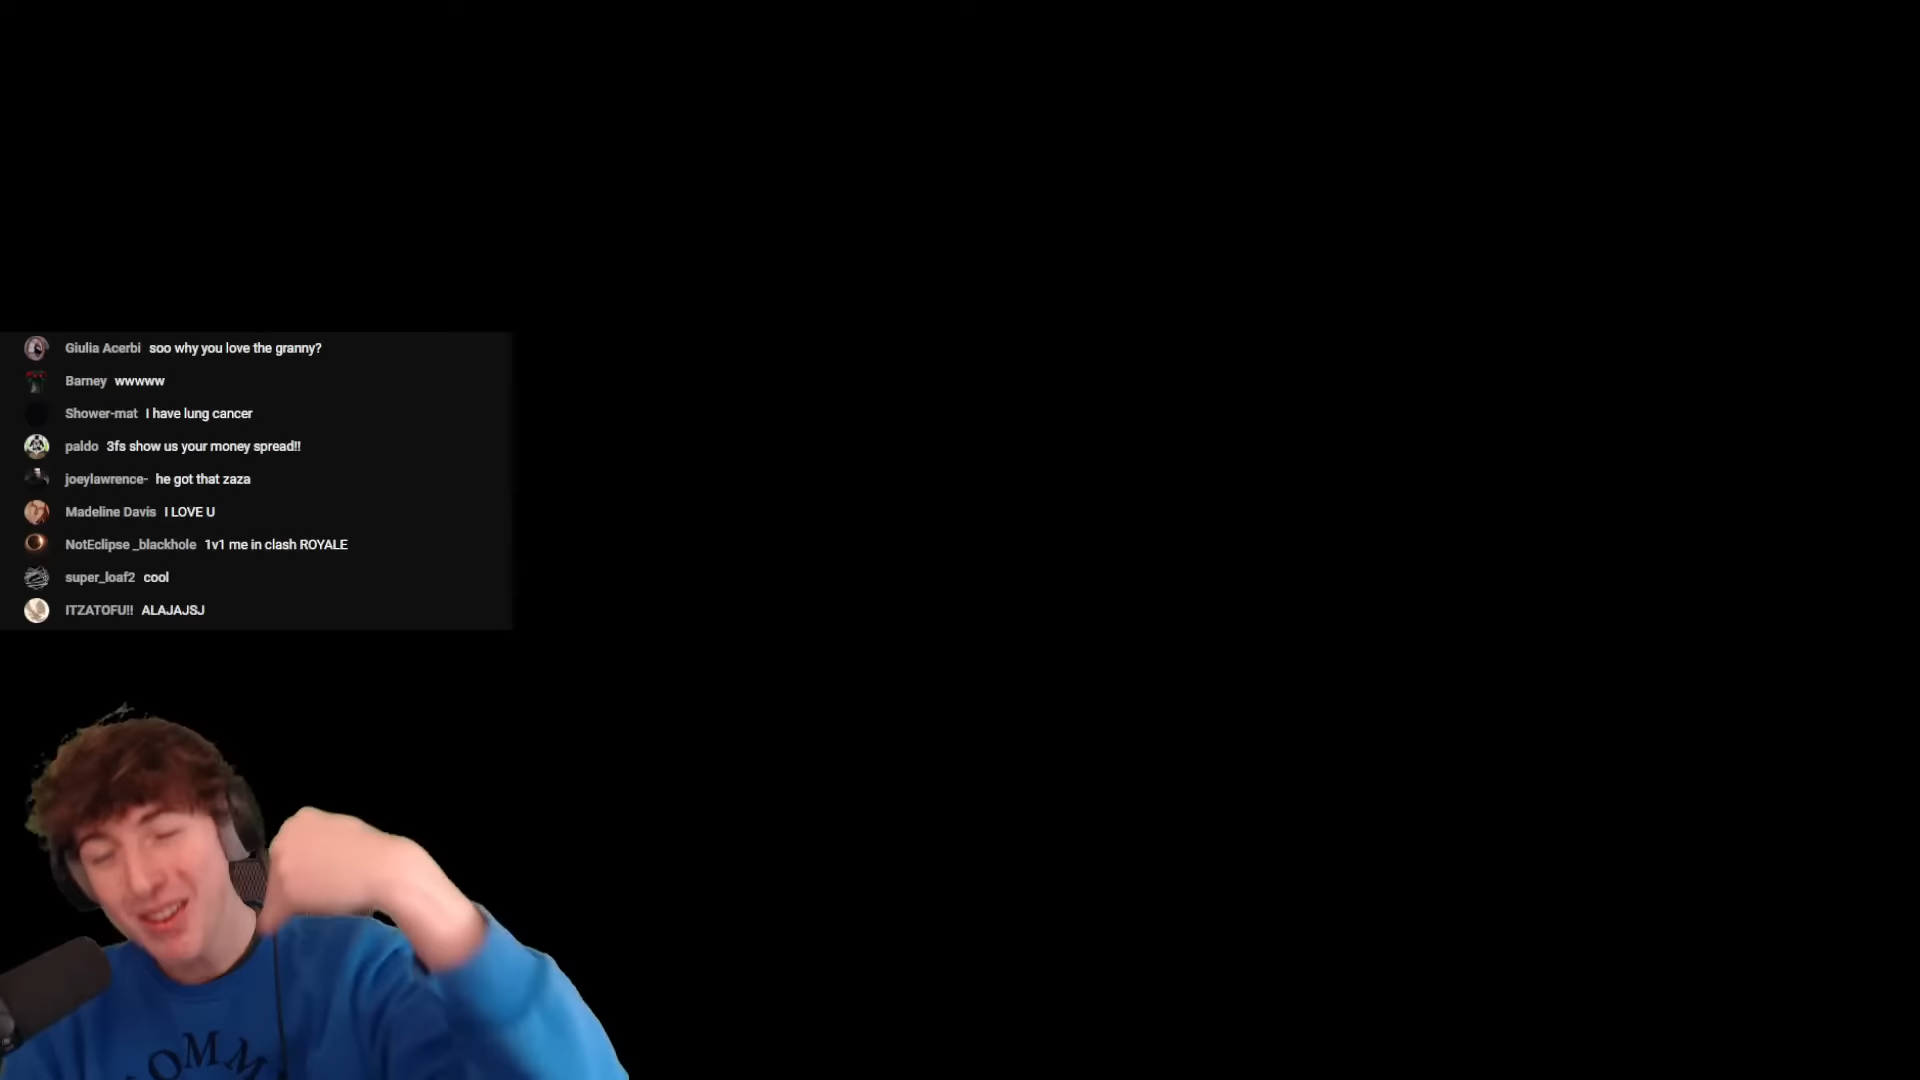 Giulia Acerbi soo why you love the granny?
Barney wwwww
Shower-mat I have lung cancer
paldo 3fs show us your money spread!!
joeylawrence- he got that zaza
Madeline Davis I LOVE U
NotEclipse _blackhole 1v1 me in clash ROYALE
super_loaf2 cool
ITZATOFU!! ALAJAJSJ